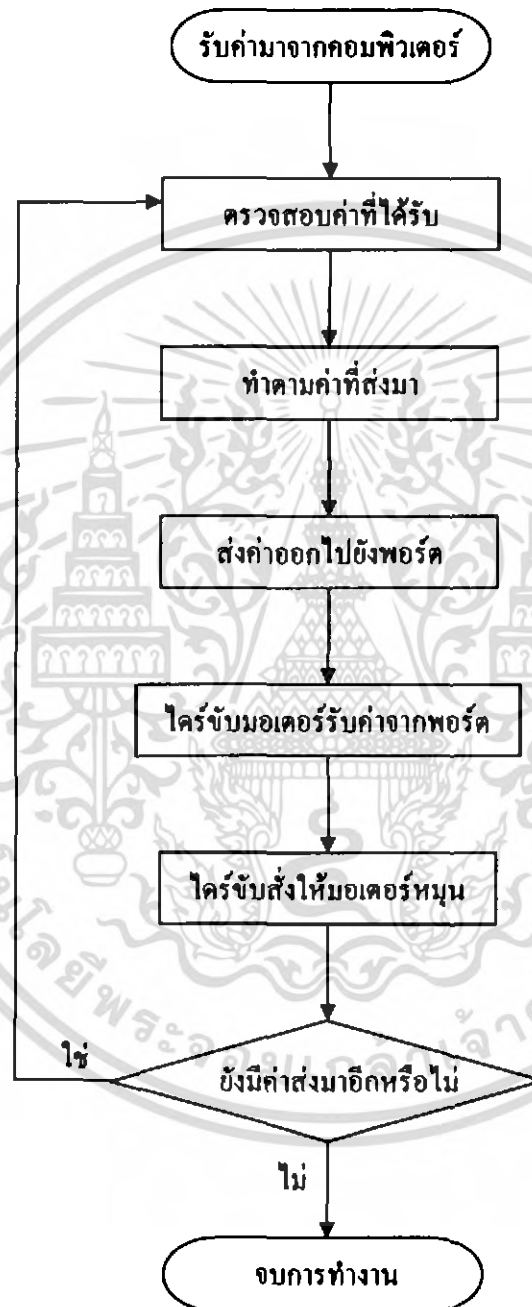 รับค่ามาจากคอมพิวเตอร์
ตรวจสอบค่าที่ได้รับ
ทำตามค่าที่ส่งมา
ส่งค่าออกไปยังพอร์ต
ไดร์ขับมอเตอร์รับค่าจากพอร์ต
ไดร์ขับสั่งให้มอเตอร์หมุน
ใช่
ยังมีค่าส่งมาอีกหรือไม่
ไม่
จบการทำงาน